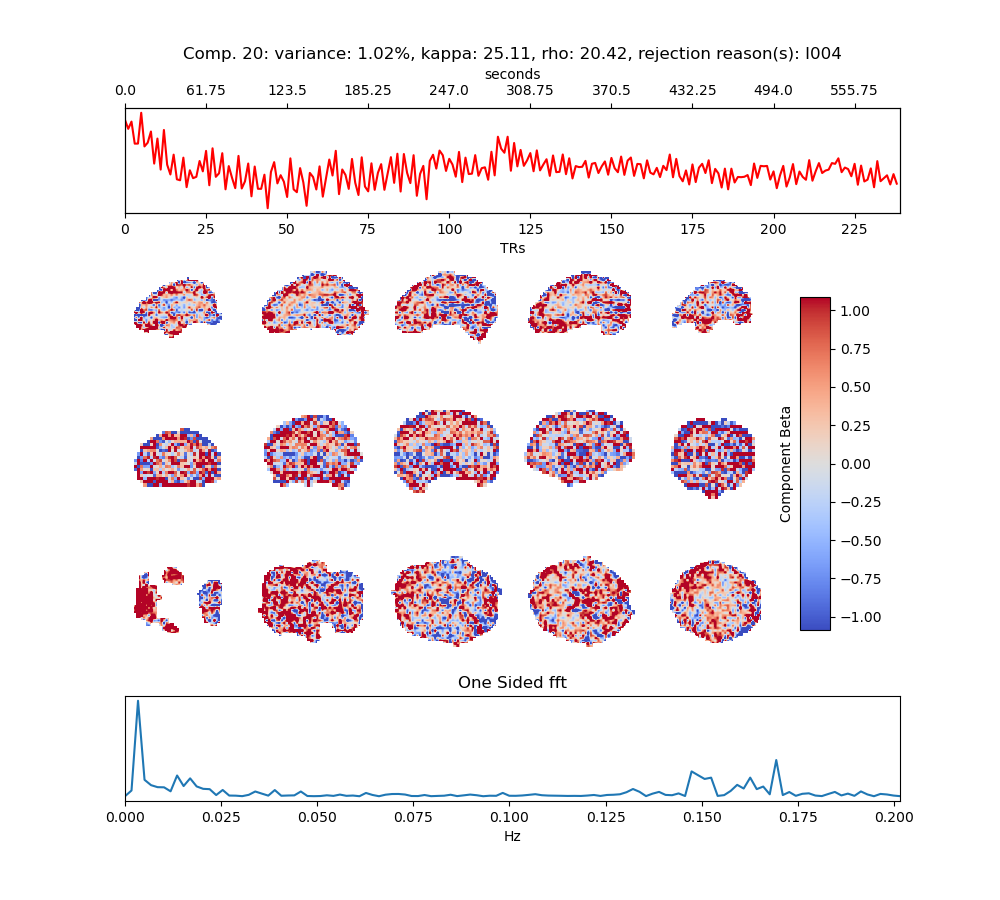 Comp. 20: variance: 1.02%, kappa: 25.11, rho: 20.42, rejection reason(s): I004
seconds
0.0 61.75 123.5 185.25 247.0 308.75 370.5 432.25 494.0 555.75
0 25 50 75 100 125 150 175 200 225
TRs
1.00
0.75
0.50
0.25
0.00
−0.25
−0.50
−0.75
−1.00
Component Beta
One Sided fft
0.000 0.025 0.050 0.075 0.100 0.125 0.150 0.175 0.200
Hz